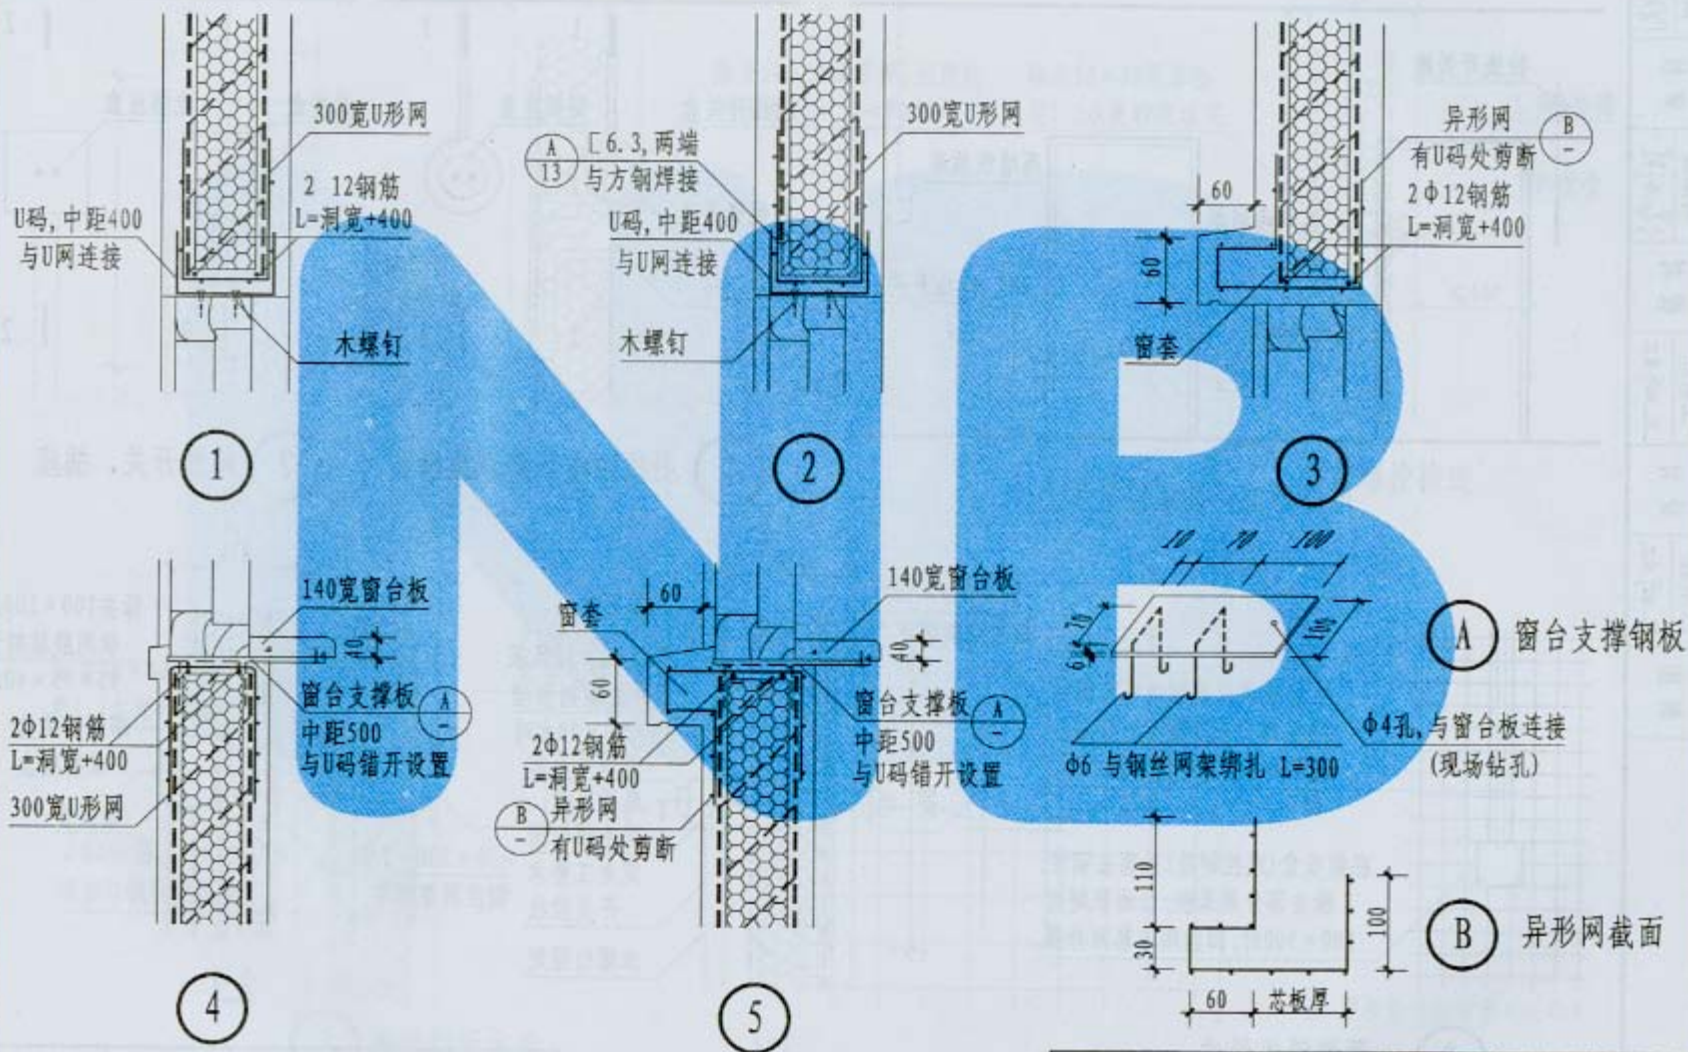 300宽U形网
2 12钢筋
L=洞宽+400
U码,中距400
与U网连接
木螺钉
1
A
13
[6.3,两端
与方钢焊接
300宽U形网
U码,中距400
与U网连接
木螺钉
2
异形网
有U码处剪断
B
-
2Φ12钢筋
L=洞宽+400
60
60
窗套
3
140宽窗台板
40
窗台支撑板
中距500
与U码错开设置
A
-
2Φ12钢筋
L=洞宽+400
300宽U形网
4
60
窗套
60
140宽窗台板
40
窗台支撑板
中距500
与U码错开设置
A
-
2Φ12钢筋
L=洞宽+400
B
-
异形网
有U码处剪断
5
10 70 100
70
6
100
A 窗台支撑钢板
Φ4孔,与窗台板连接
(现场钻孔)
Φ6 与钢丝网架绑扎 L=300
110
30
100
60
芯板厚
B 异形网截面
NIB